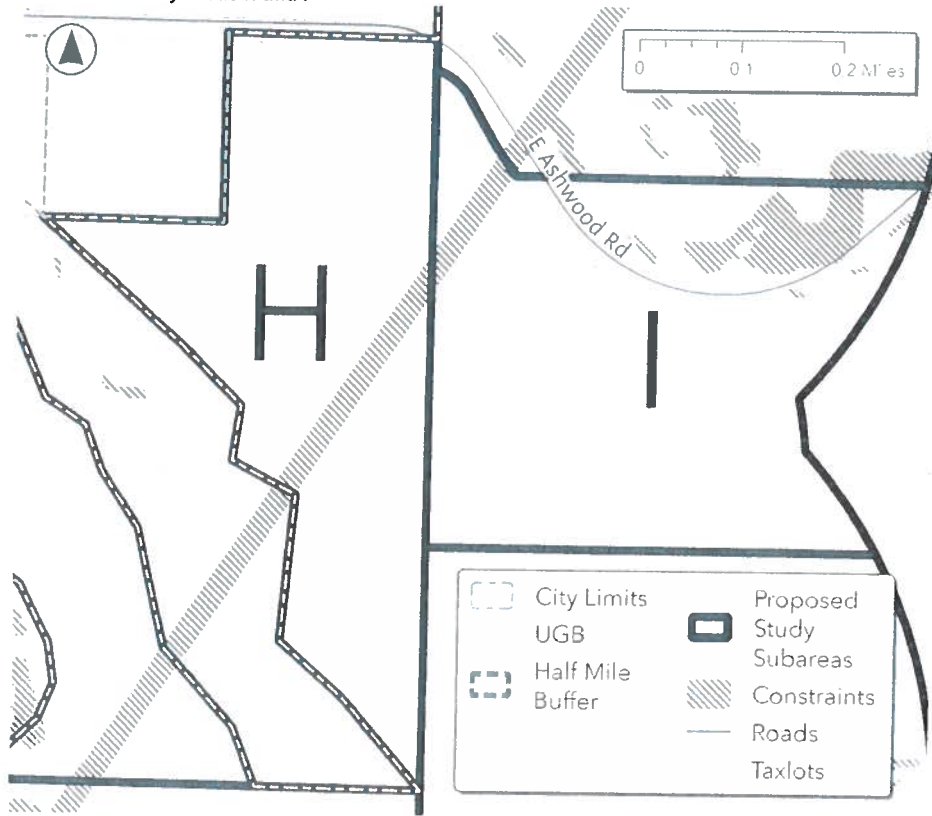 0 0.1 0.2 Miles
E Ashwood Rd
H
I
City Limits
UGB
Half Mile
Buffer
Proposed
Study
Subareas
Constraints
Roads
Taxlots